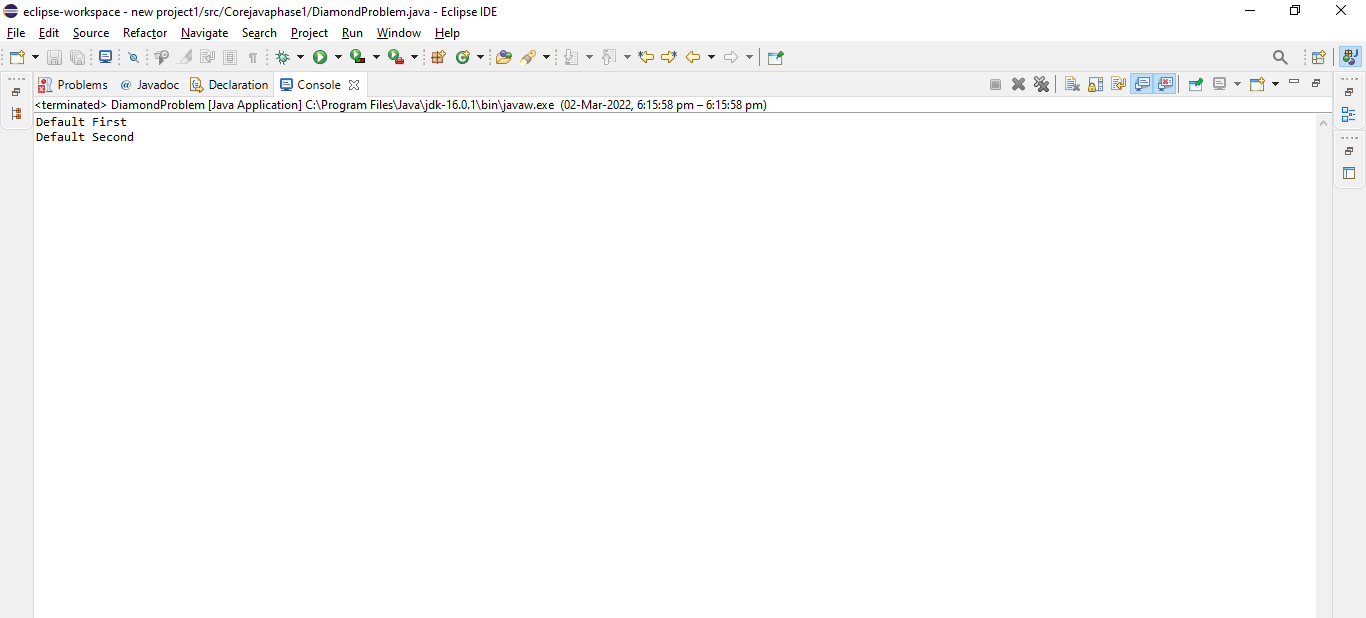 eclipse-workspace - new project1/src/Corejavaphase1/DiamondProblem.java - Eclipse IDE
File Edit Source Refactor Navigate Search Project Run Window Help
Problems @ Javadoc Declaration Console
<terminated> DiamondProblem [Java Application] C:\Program Files\Java\jdk-16.0.1\bin\javaw.exe (02-Mar-2022, 6:15:58 pm – 6:15:58 pm)
Default First
Default Second